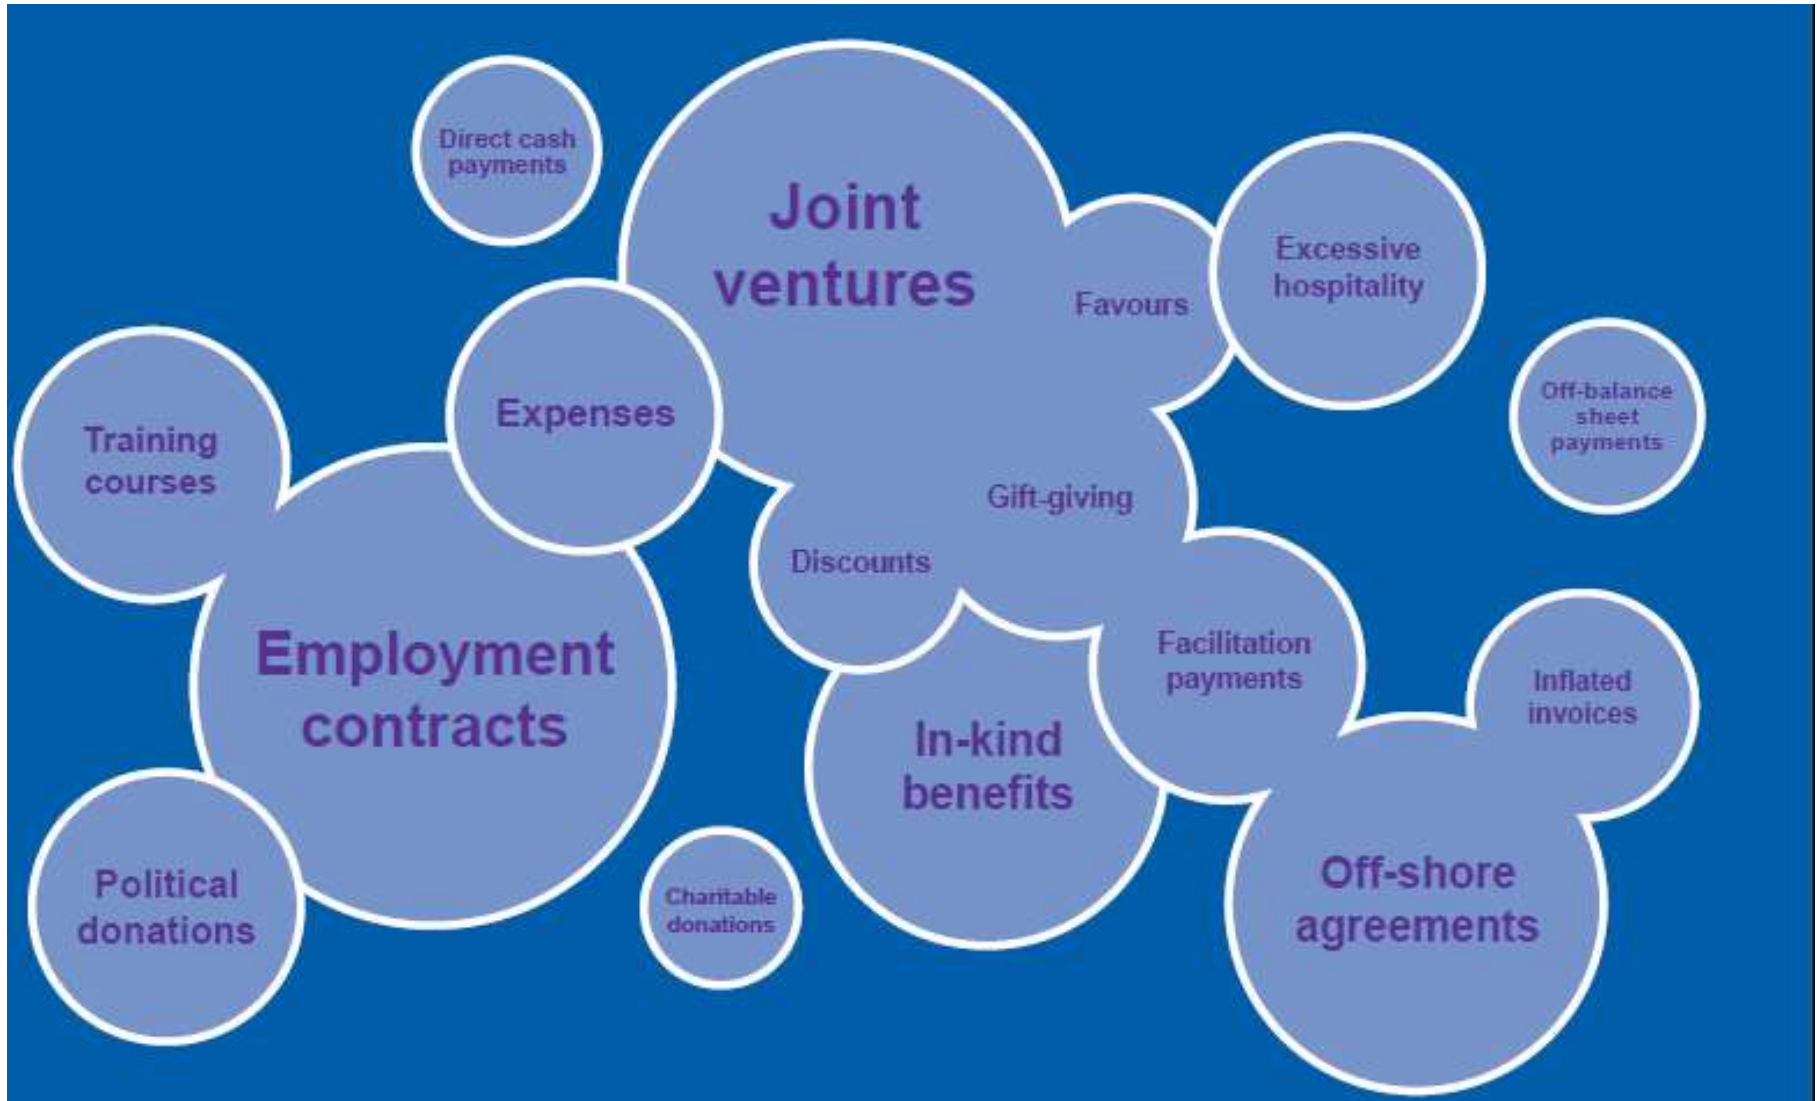 Direct cash
payments
Joint
ventures
Favours
Excessive
hospitality
Off-balance
sheet
payments
Training
courses
Expenses
Gift-giving
Discounts
Employment
contracts
Facilitation
payments
Inflated
invoices
In-kind
benefits
Political
donations
Charitable
donations
Off-shore
agreements